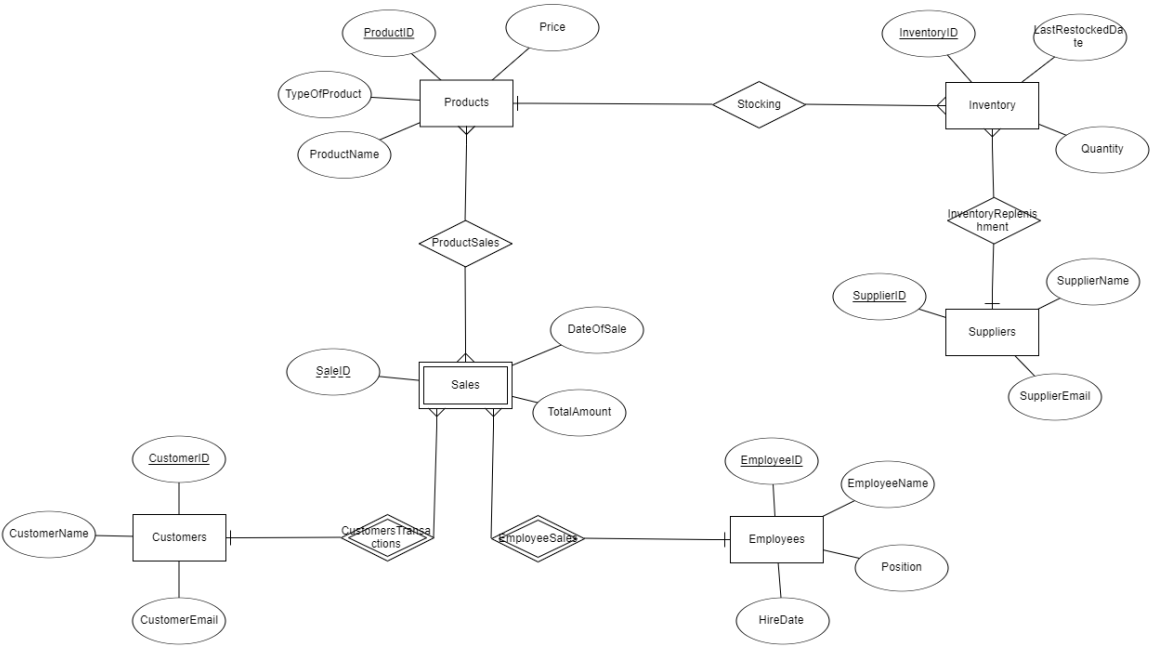 ProductID
Price
InventoryID
LastRestockedDa
te
TypeOfProduct
Products
Stocking
Inventory
ProductName
Quantity
ProductSales
InventoryReplenis
hment
SupplierID
SupplierName
DateOfSale
Suppliers
SaleID
Sales
SupplierEmail
TotalAmount
CustomerID
EmployeeID
EmployeeName
CustomerName
Customers
CustomersTransa
ctions
EmployeeSales
Employees
Position
CustomerEmail
HireDate